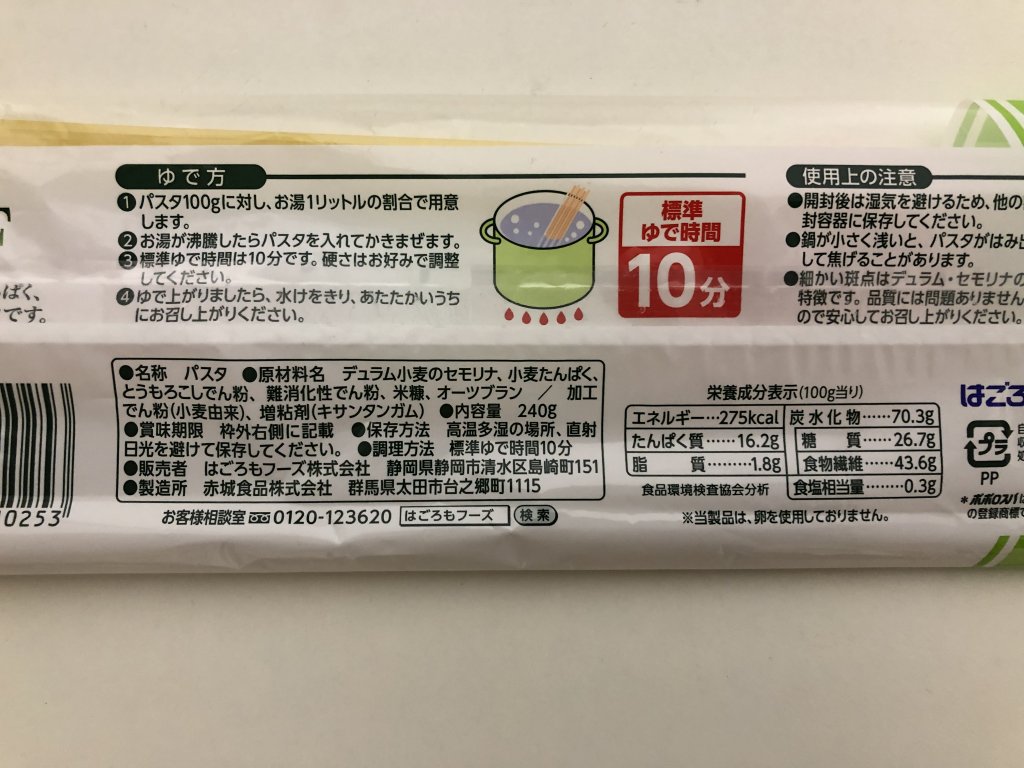 ゆで方
❶パスタ100gに対し、お湯1リットルの割合で用意
します。
❷お湯が沸騰したらパスタを入れてかきまぜます。
❸標準ゆで時間は10分です。硬さはお好みで調整
してください。
❹ゆで上がりましたら、水けをきり、あたたかいうち
にお召し上がりください。
標準
ゆで時間
10分
使用上の注意
●開封後は湿気を避けるため、他の
封容器に保存してください。
●鍋が小さく浅いと、パスタがはみ出
して焦げることがあります。
●細かい斑点はデュラム・セモリナの
特徴です。品質には問題ありません
ので安心してお召し上がりください。
ぱく、
です。
●名称 パスタ ●原材料名 デュラム小麦のセモリナ、小麦たんぱく、
とうもろこしでん粉、難消化性でん粉、米糠、オーツブラン / 加工
でん粉(小麦由来)、増粘剤(キサンタンガム) ●内容量 240g
●賞味期限 枠外右側に記載 ●保存方法 高温多湿の場所、直射
日光を避けて保存してください。 ●調理方法 標準ゆで時間10分
●販売者 はごろもフーズ株式会社 静岡県静岡市清水区島崎町151
●製造所 赤城食品株式会社 群馬県太田市台之郷町1115
お客様相談室 0120-123620 はごろもフーズ 検索
栄養成分表示(100g当り)
エネルギー…275kcal
たんぱく質……16.2g
脂質………1.8g
炭水化物……70.3g
糖質……26.7g
食物繊維……43.6g
食塩相当量………0.3g
食品環境検査協会分析
※当製品は、卵を使用しておりません。
はごろ
プラ
PP
*ポポロスパは
の登録商標で
0253